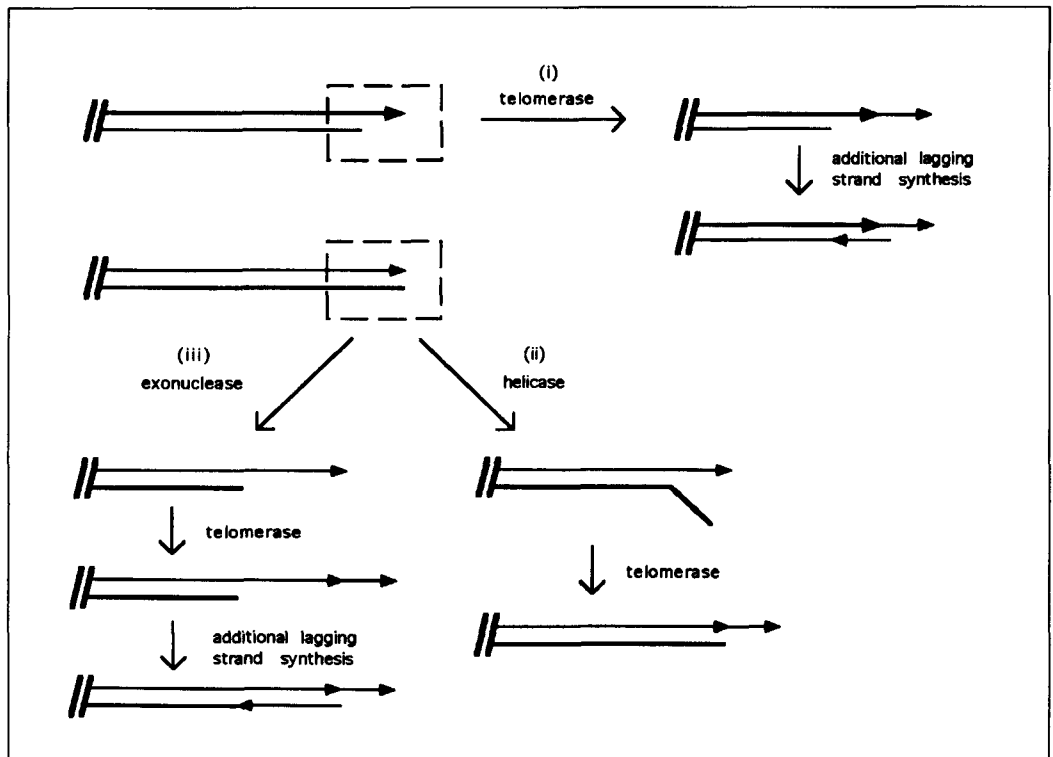 (i)
telomerase
additional lagging
strand synthesis
(iii)
exonuclease
(ii)
helicase
telomerase
telomerase
additional lagging
strand synthesis